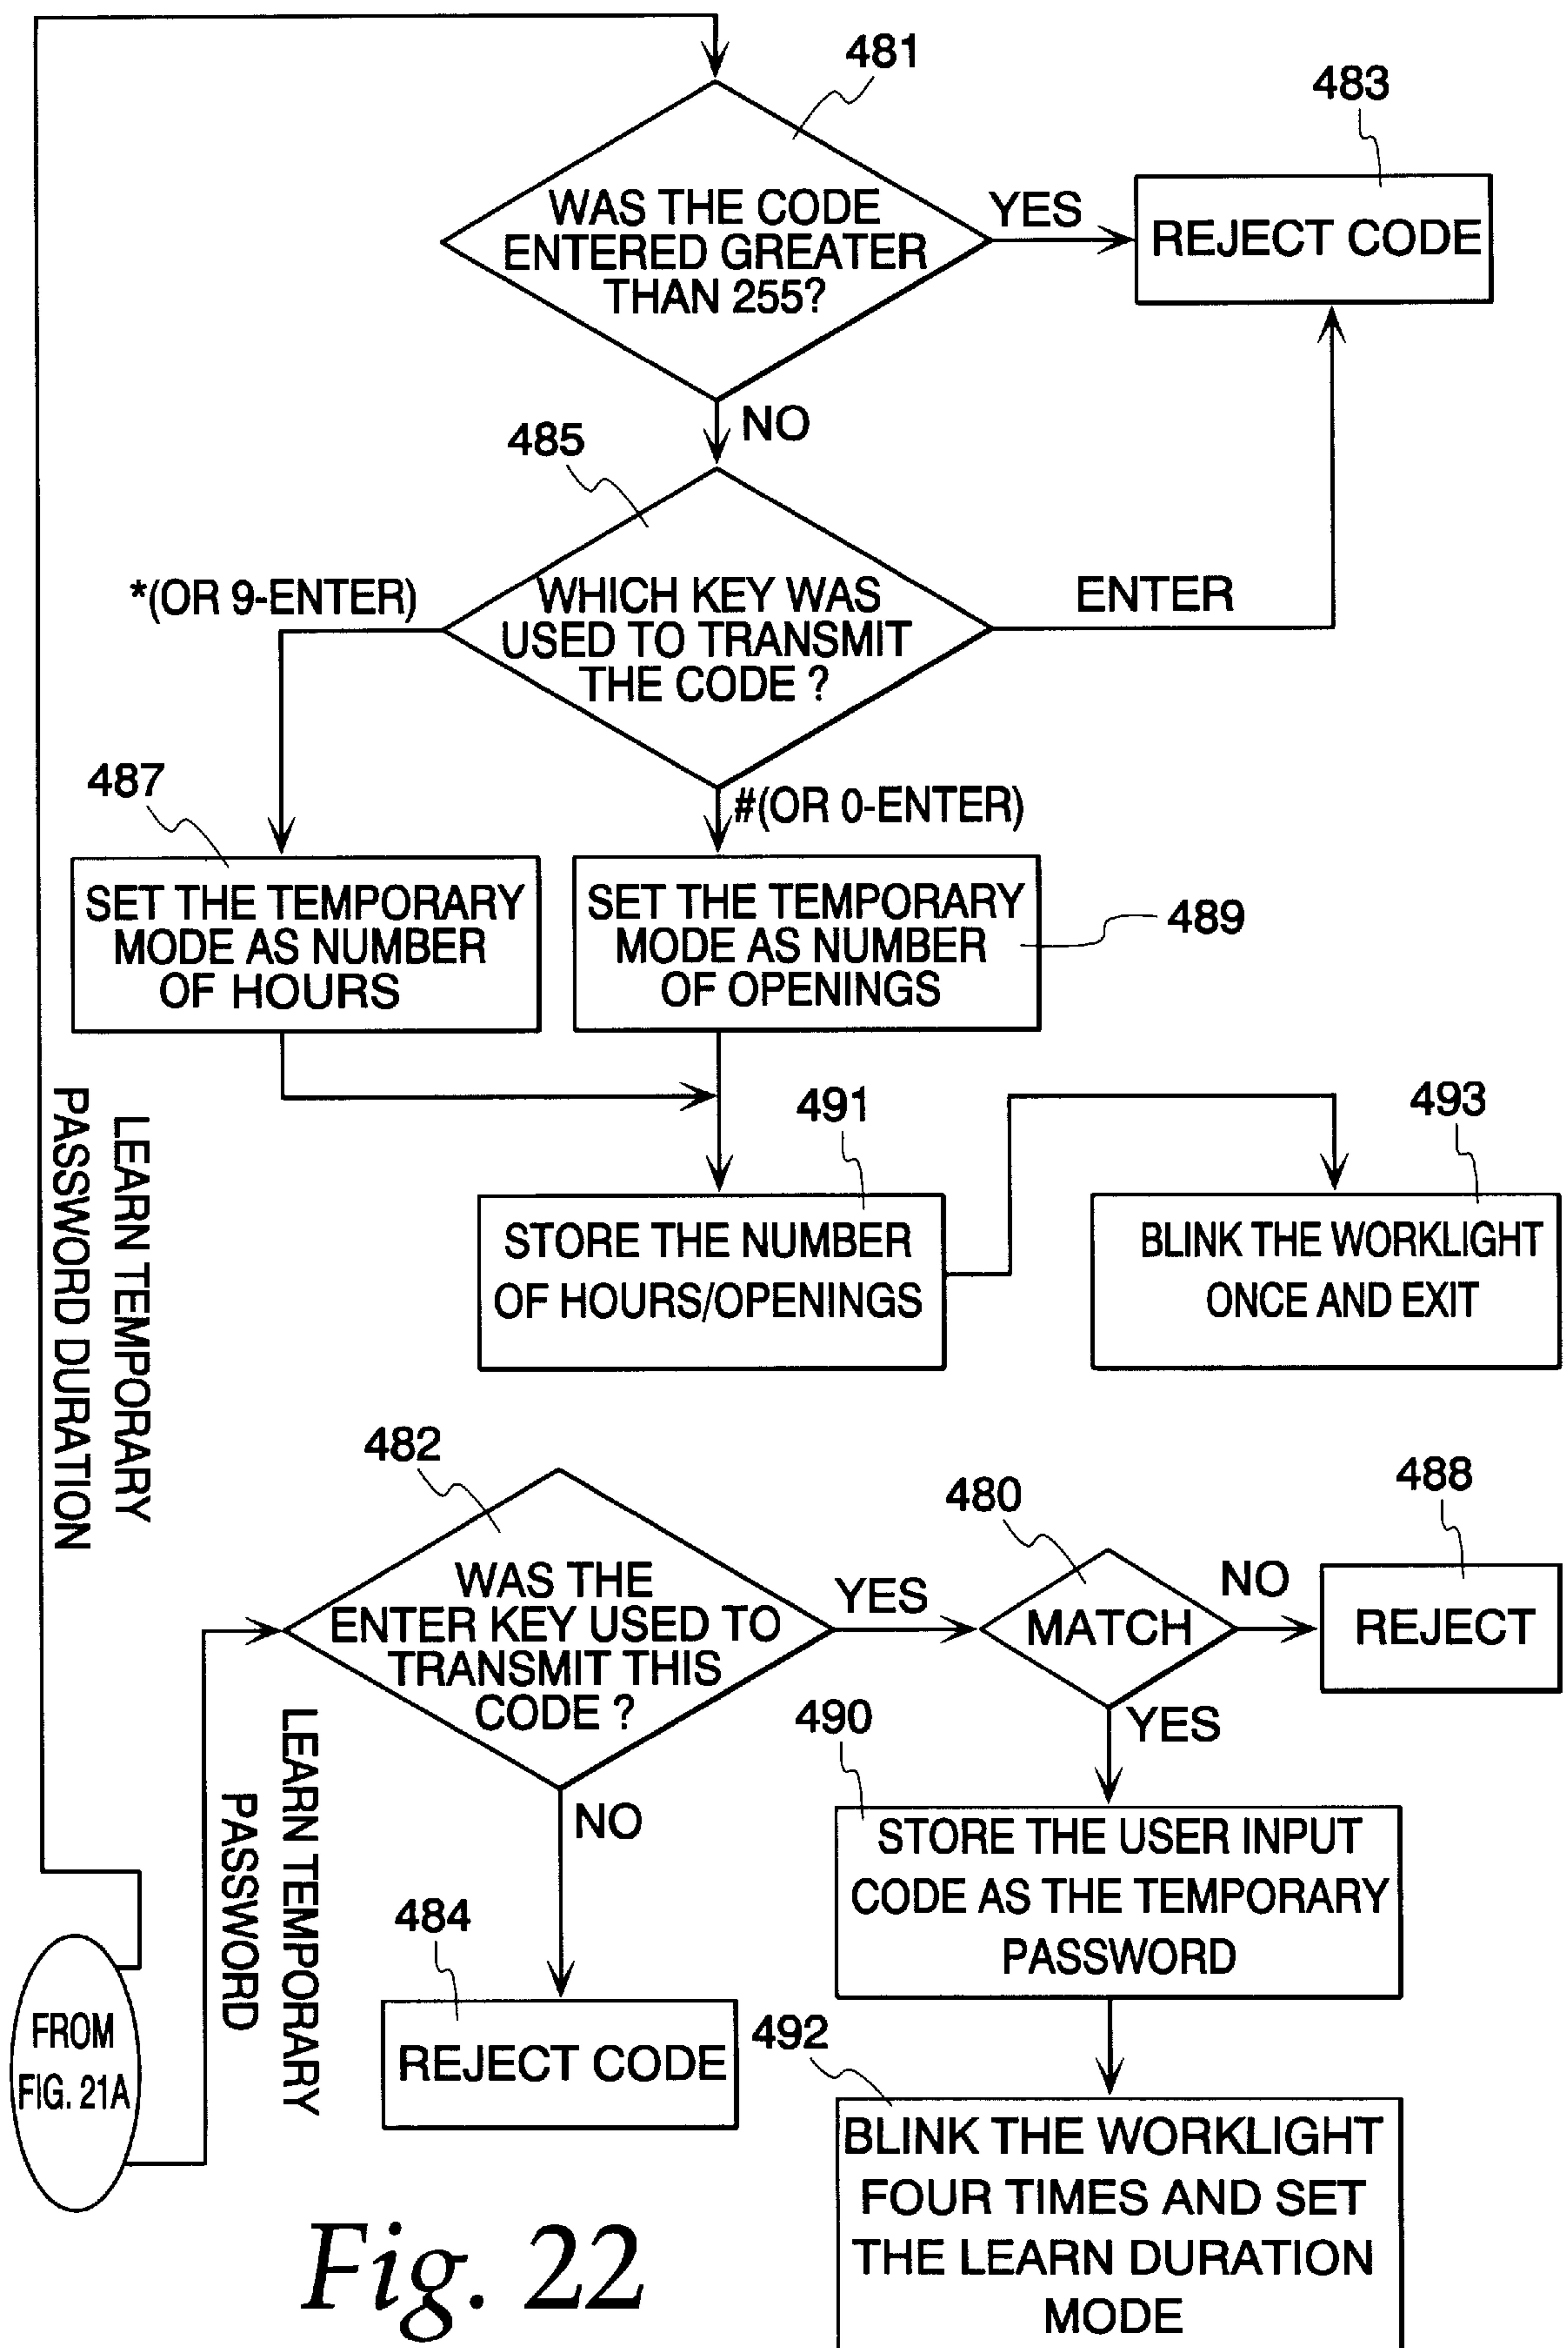 481
483
WAS THE CODE
ENTERED GREATER
THAN 255?
YES
REJECT CODE
NO
485
*(OR 9-ENTER)
WHICH KEY WAS
USED TO TRANSMIT
THE CODE ?
ENTER
487
#(OR 0-ENTER)
SET THE TEMPORARY
MODE AS NUMBER
OF HOURS
SET THE TEMPORARY
MODE AS NUMBER
OF OPENINGS
489
LEARN TEMPORARY
PASSWORD DURATION
491
493
STORE THE NUMBER
OF HOURS/OPENINGS
BLINK THE WORKLIGHT
ONCE AND EXIT
482
480
488
WAS THE
ENTER KEY USED TO
TRANSMIT THIS
CODE ?
YES
MATCH
NO
REJECT
LEARN TEMPORARY
PASSWORD
NO
YES
490
STORE THE USER INPUT
CODE AS THE TEMPORARY
PASSWORD
484
REJECT CODE
FROM
FIG. 21A
492
BLINK THE WORKLIGHT
FOUR TIMES AND SET
THE LEARN DURATION
MODE
Fig. 22